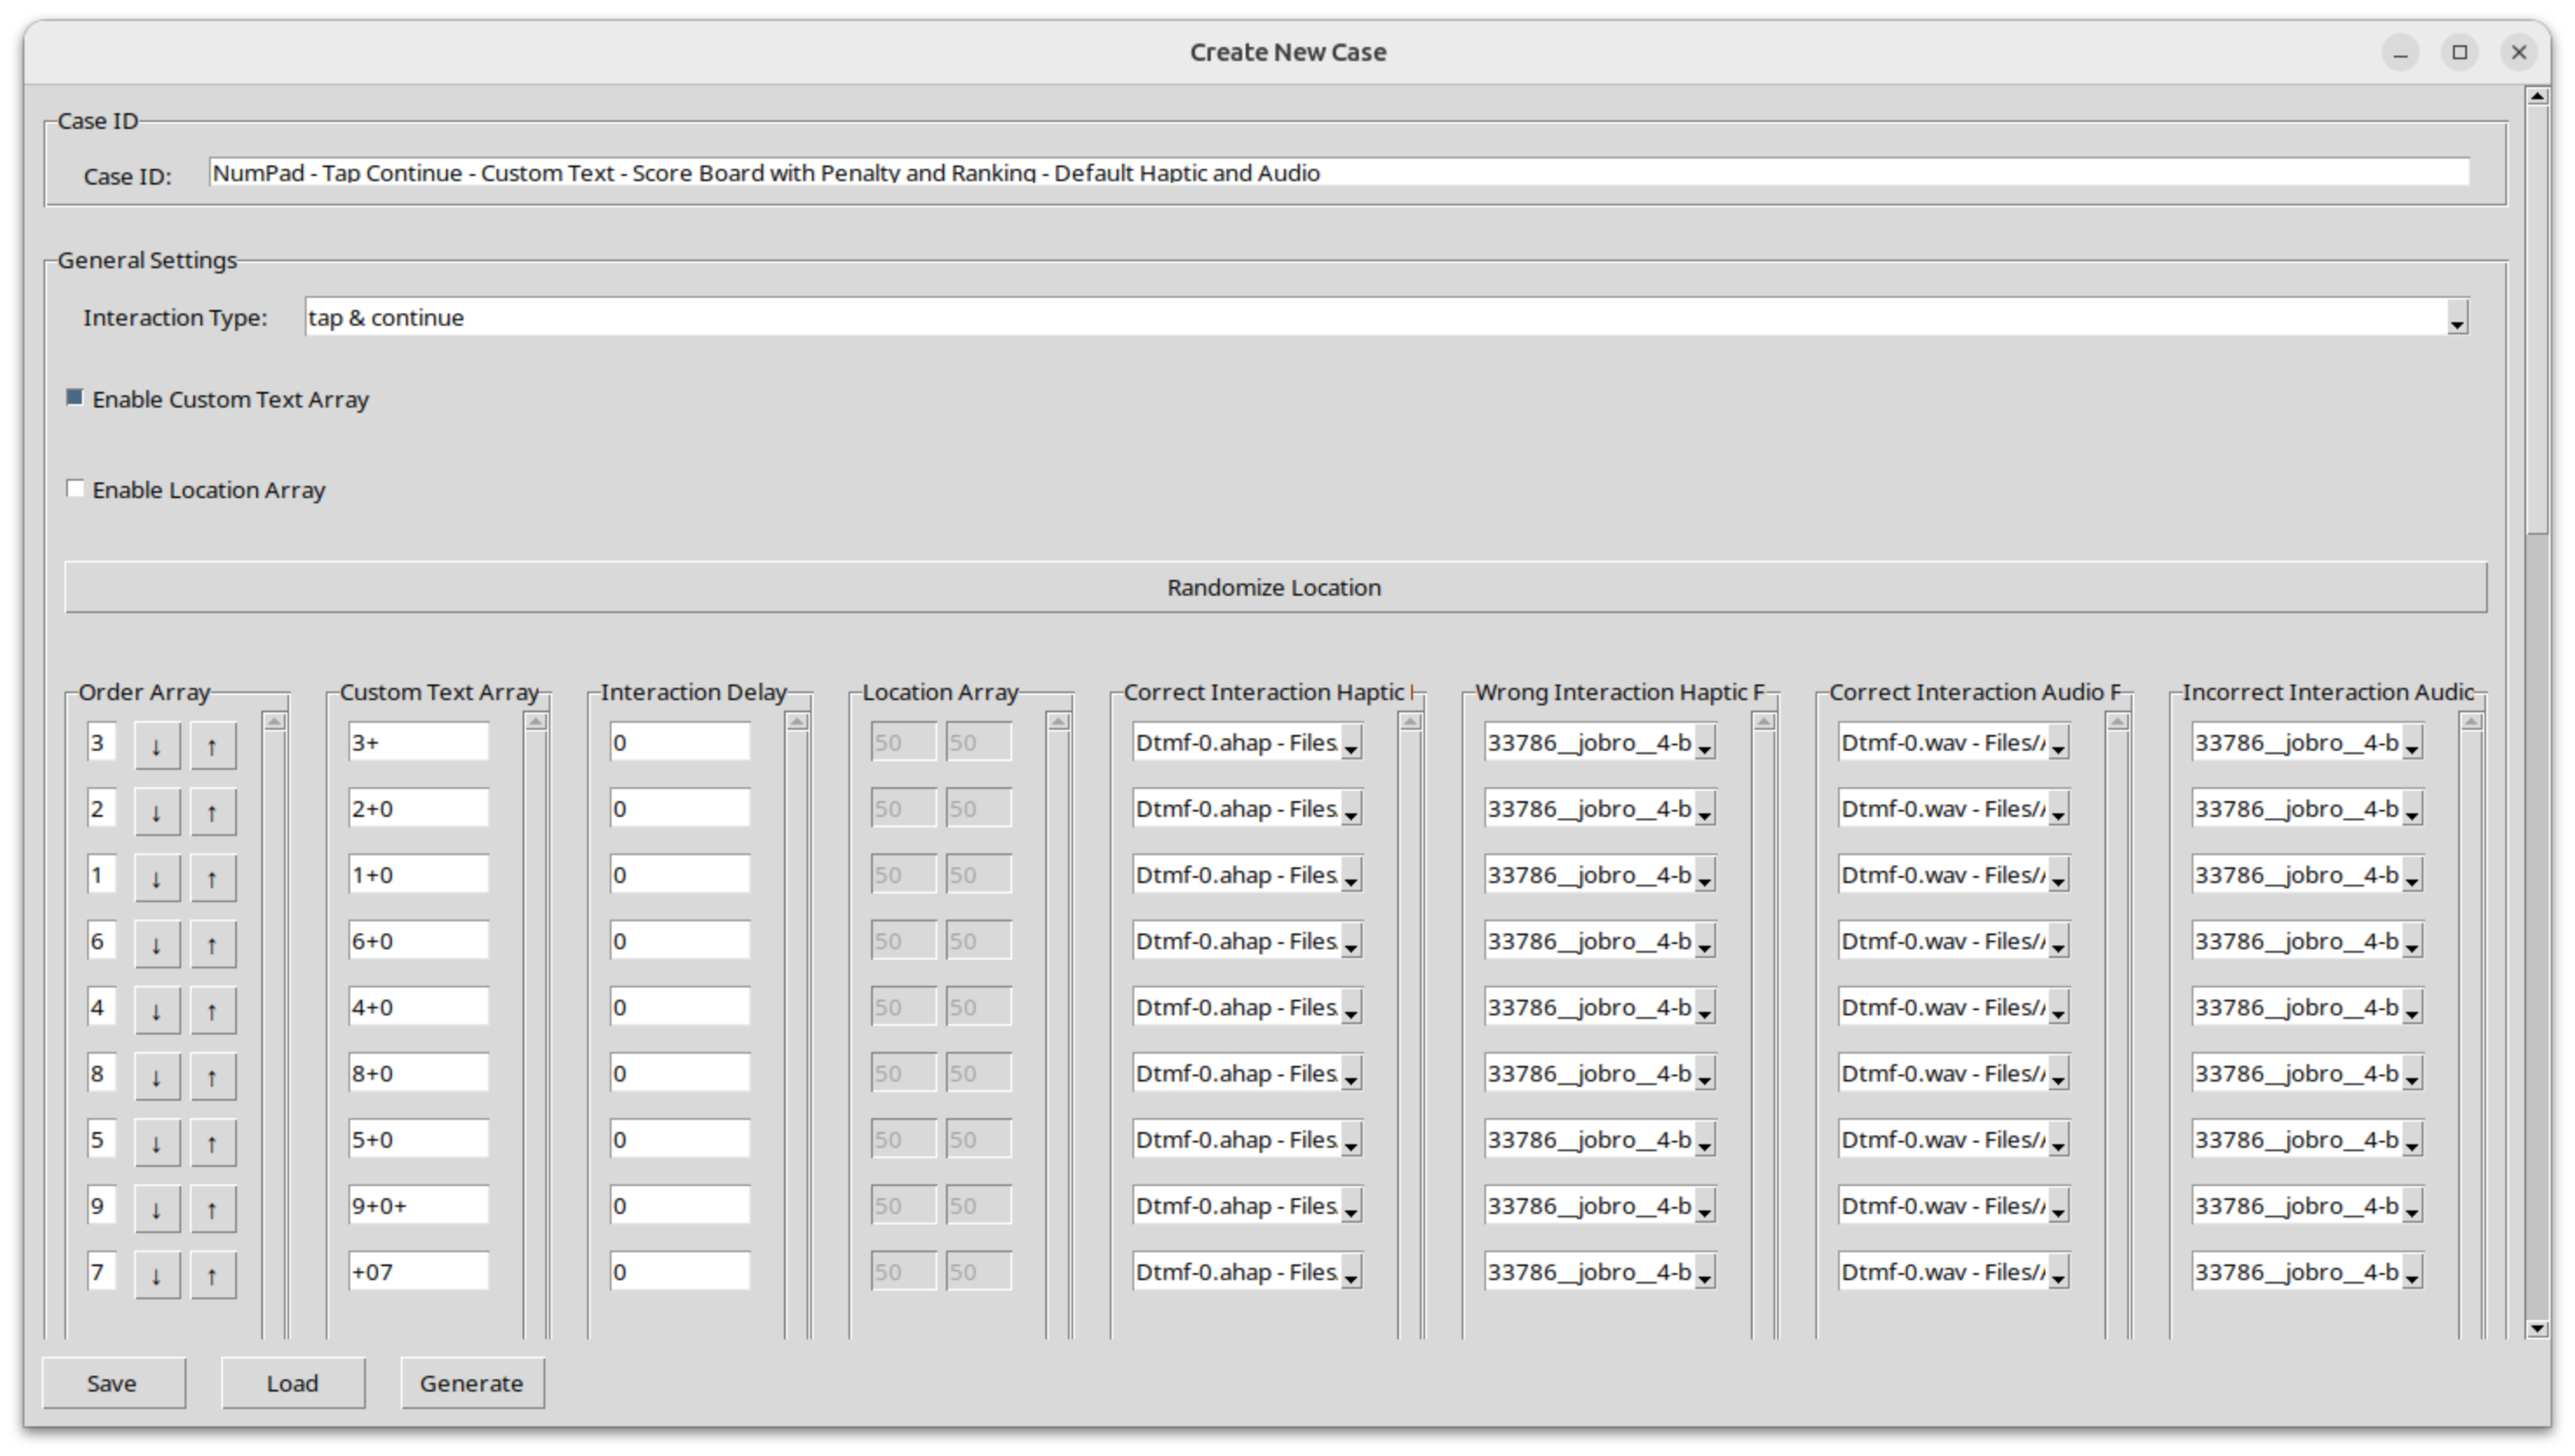 Create New Case
Case ID
Case ID: NumPad - Tap Continue - Custom Text - Score Board with Penalty and Ranking - Default Haptic and Audio
General Settings
Interaction Type: tap & continue
Enable Custom Text Array
Enable Location Array
Randomize Location
Order Array Custom Text Array Interaction Delay Location Array Correct Interaction Haptic Wrong Interaction Haptic F Correct Interaction Audio F Incorrect Interaction Audio
3 ↓ ↑ 3+ 0 50 50 Dtmf-0.ahap - Files 33786__jobro__4-b Dtmf-0.wav - Files// 33786__jobro__4-b
2 ↓ ↑ 2+0 0 50 50 Dtmf-0.ahap - Files 33786__jobro__4-b Dtmf-0.wav - Files// 33786__jobro__4-b
1 ↓ ↑ 1+0 0 50 50 Dtmf-0.ahap - Files 33786__jobro__4-b Dtmf-0.wav - Files// 33786__jobro__4-b
6 ↓ ↑ 6+0 0 50 50 Dtmf-0.ahap - Files 33786__jobro__4-b Dtmf-0.wav - Files// 33786__jobro__4-b
4 ↓ ↑ 4+0 0 50 50 Dtmf-0.ahap - Files 33786__jobro__4-b Dtmf-0.wav - Files// 33786__jobro__4-b
8 ↓ ↑ 8+0 0 50 50 Dtmf-0.ahap - Files 33786__jobro__4-b Dtmf-0.wav - Files// 33786__jobro__4-b
5 ↓ ↑ 5+0 0 50 50 Dtmf-0.ahap - Files 33786__jobro__4-b Dtmf-0.wav - Files// 33786__jobro__4-b
9 ↓ ↑ 9+0+ 0 50 50 Dtmf-0.ahap - Files 33786__jobro__4-b Dtmf-0.wav - Files// 33786__jobro__4-b
7 ↓ ↑ +07 0 50 50 Dtmf-0.ahap - Files 33786__jobro__4-b Dtmf-0.wav - Files// 33786__jobro__4-b
Save Load Generate